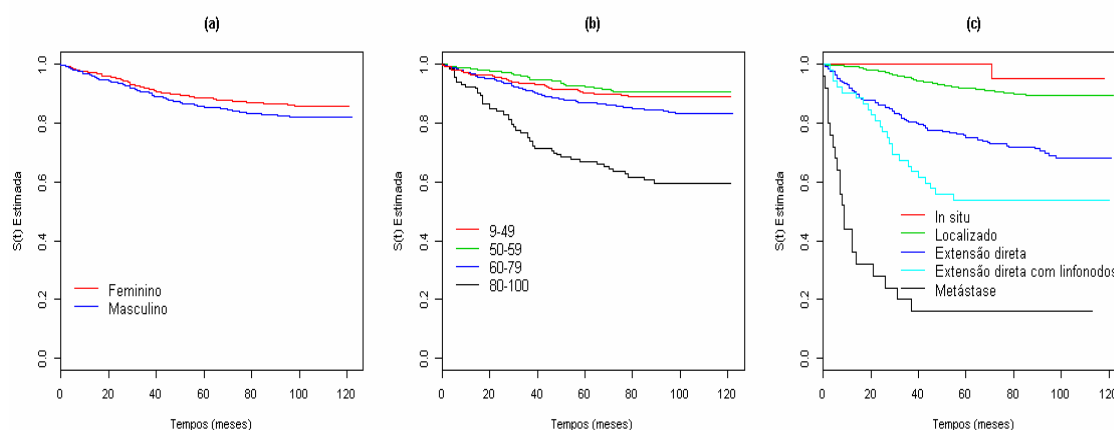 (a)
S(t) Estimada
1.0
0.8
0.6
0.4
0.2
0.0
Feminino
Masculino
0 20 40 60 80 100 120
Tempos (meses)
(b)
S(t) Estimada
1.0
0.8
0.6
0.4
0.2
0.0
9-49
50-59
60-79
80-100
0 20 40 60 80 100 120
Tempos (meses)
(c)
S(t) Estimada
1.0
0.8
0.6
0.4
0.2
0.0
In situ
Localizado
Extensão direta
Extensão direta com linfonodos
Metástase
0 20 40 60 80 100 120
Tempos (meses)